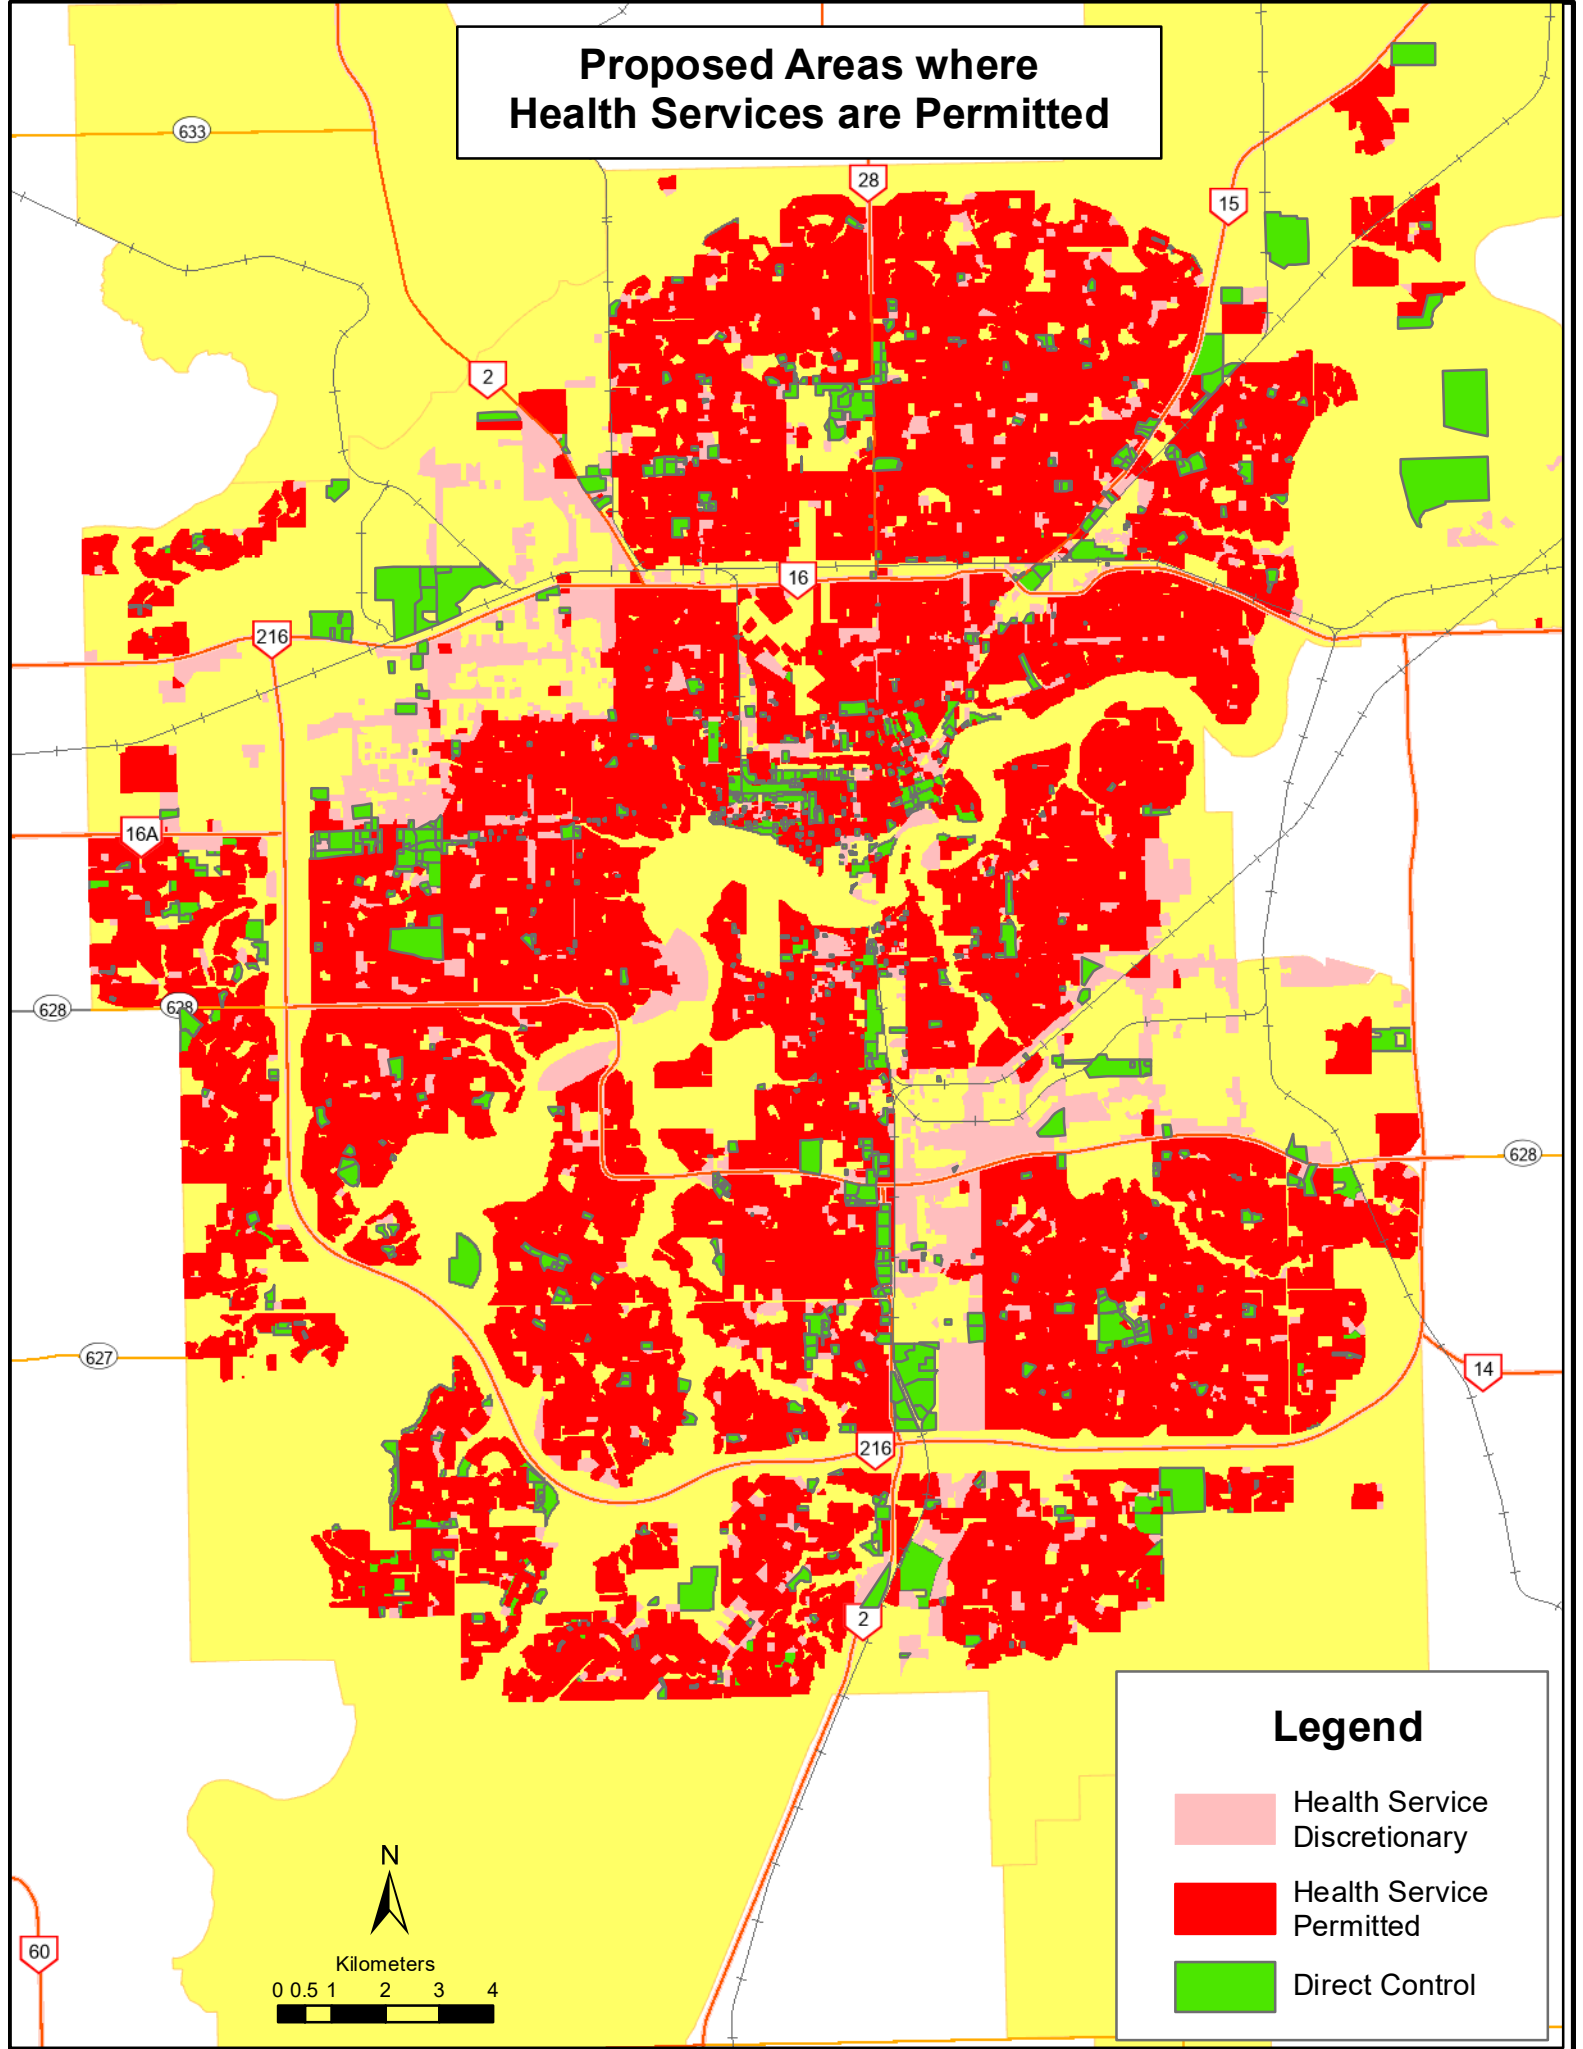 Proposed Areas where
Health Services are Permitted
633
28
15
2
16
216
16A
628
628
628
627
14
216
2
60
N
Kilometers
0 0.5 1 2 3 4
Legend
Health Service
Discretionary
Health Service
Permitted
Direct Control